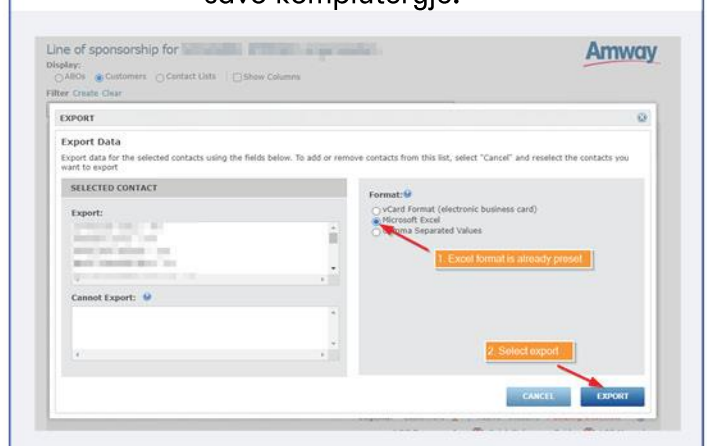 savo kompiuteryje.
Line of sponsorship for
Amway
Display:
ABOs Customers Contact Lists Show Columns
Filter Create Clear
EXPORT
Export Data
Export data for the selected contacts using the fields below. To add or remove contacts from this list, select "Cancel" and reselect the contacts you
want to export
SELECTED CONTACT
Export:
Cannot Export:
Format:
vCard Format (electronic business card)
Microsoft Excel
Comma Separated Values
1. Excel format is already preset
2. Select export
CANCEL EXPORT